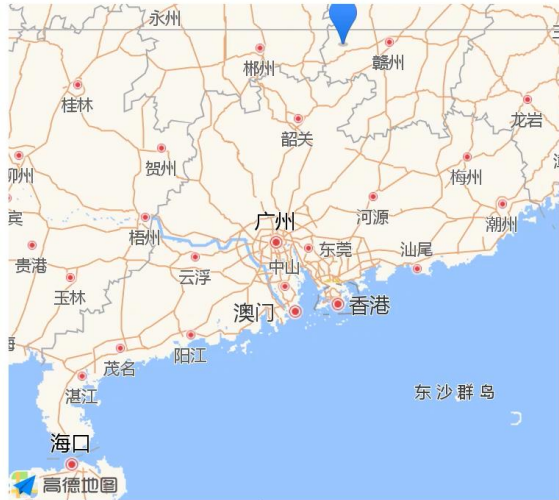 永州
郴州
赣州
桂林
龙岩
韶关
贺州
柳州
梅州
宾
梧州
广州
河源
潮州
贵港
云浮
中山
东莞
汕尾
玉林
澳门
香港
海
茂名
阳江
湛江
东沙群岛
海口
高德地图